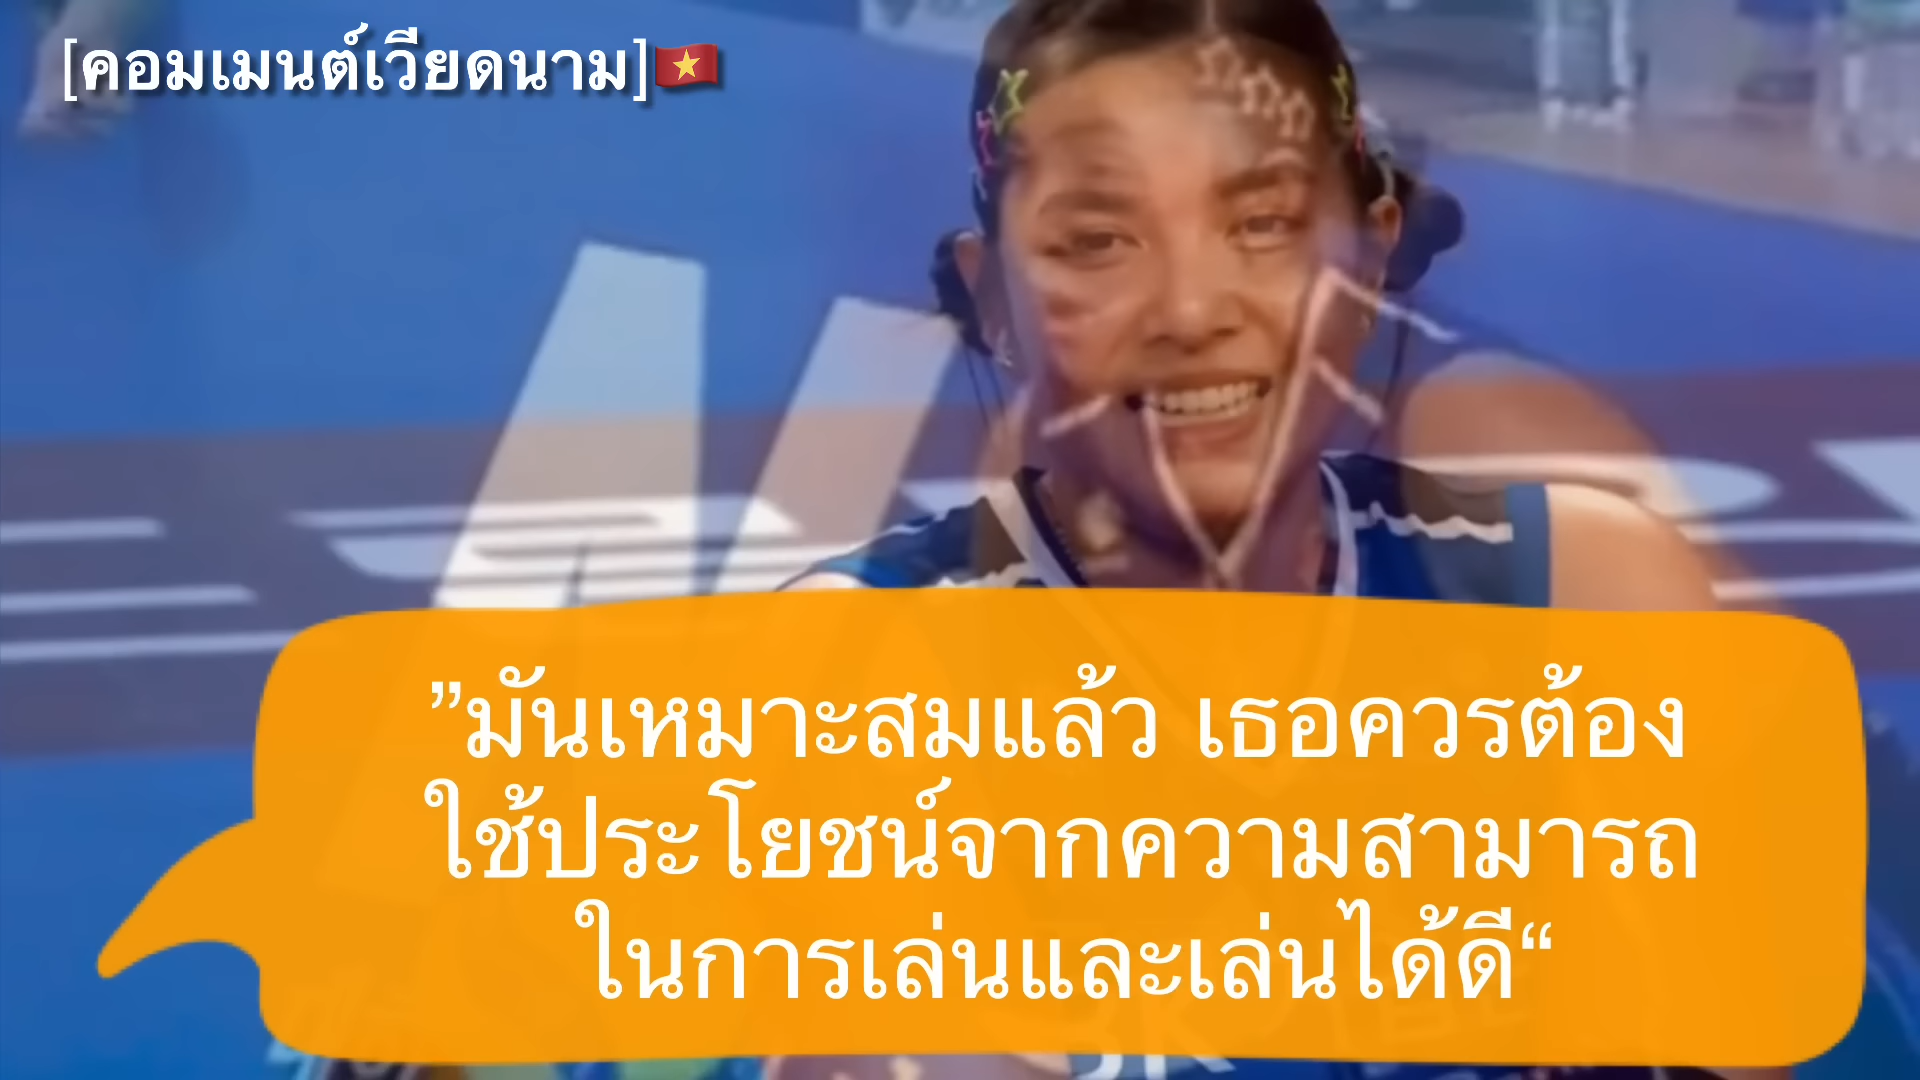 [คอมเมนต์เวียดนาม]🇻🇳
"มันเหมาะสมแล้ว เธอควรต้อง
ใช้ประโยชน์จากความสามารถ
ในการเล่นและเล่นได้ดี“